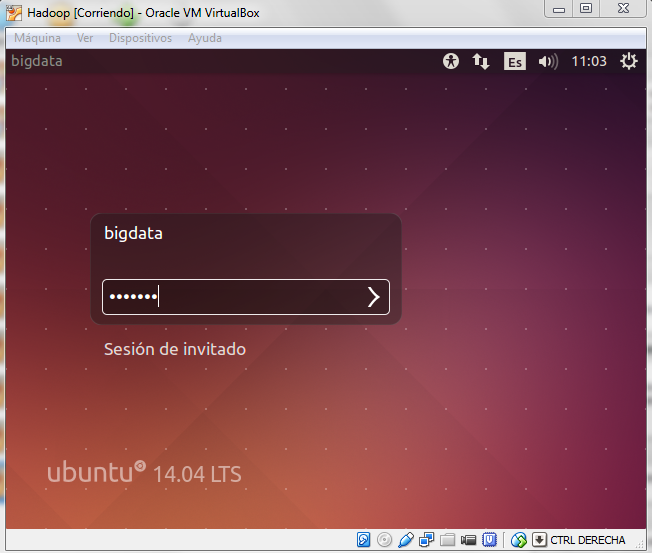 Hadoop [Corriendo] - Oracle VM VirtualBox
Máquina Ver Dispositivos Ayuda
bigdata Es 11:03
bigdata
•••••••
Sesión de invitado
ubuntu® 14.04 LTS
CTRL DERECHA